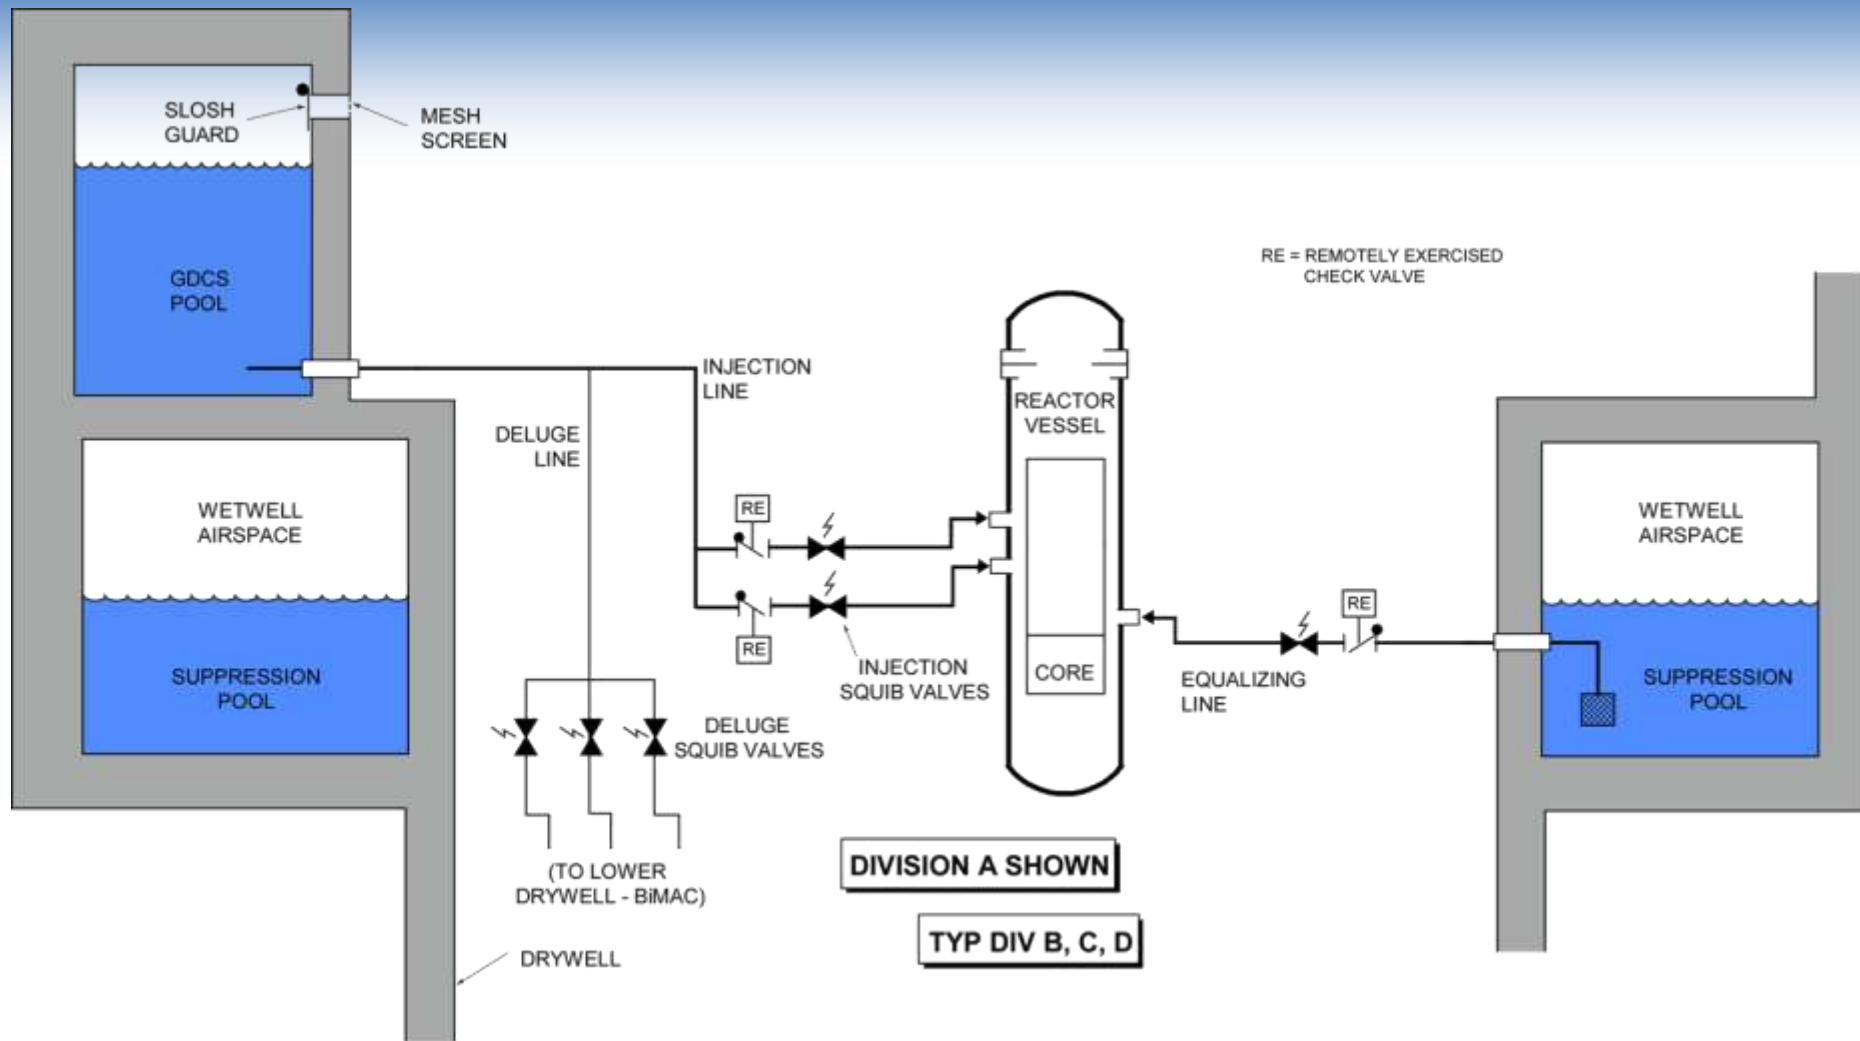 SLOSH
GUARD
MESH
SCREEN
GDCS
POOL
RE = REMOTELY EXERCISED
CHECK VALVE
INJECTION
LINE
DELUGE
LINE
REACTOR
VESSEL
WETWELL
AIRSPACE
RE
RE
SUPPRESSION
POOL
INJECTION
SQUIB VALVES
CORE
DELUGE
SQUIB VALVES
EQUALIZING
LINE
RE
WETWELL
AIRSPACE
SUPPRESSION
POOL
(TO LOWER
DRYWELL - BiMAC)
DIVISION A SHOWN
TYP DIV B, C, D
DRYWELL